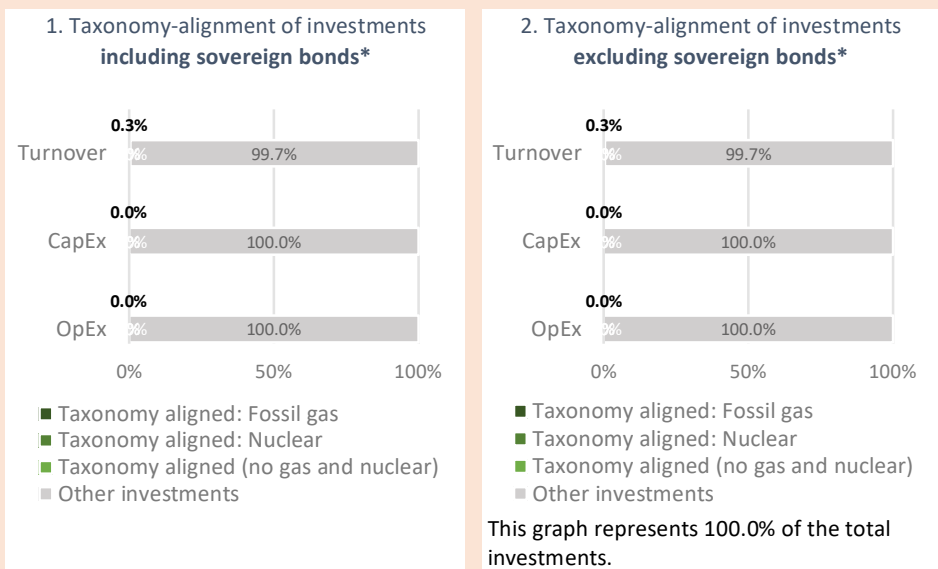 1. Taxonomy-alignment of investments
including sovereign bonds*
0.3%
Turnover
99.7%
0.0%
CapEx
100.0%
0.0%
OpEx
100.0%
0% 50% 100%
Taxonomy aligned: Fossil gas
Taxonomy aligned: Nuclear
Taxonomy aligned (no gas and nuclear)
Other investments
2. Taxonomy-alignment of investments
excluding sovereign bonds*
0.3%
Turnover
99.7%
0.0%
CapEx
100.0%
0.0%
OpEx
100.0%
0% 50% 100%
Taxonomy aligned: Fossil gas
Taxonomy aligned: Nuclear
Taxonomy aligned (no gas and nuclear)
Other investments
This graph represents 100.0% of the total
investments.